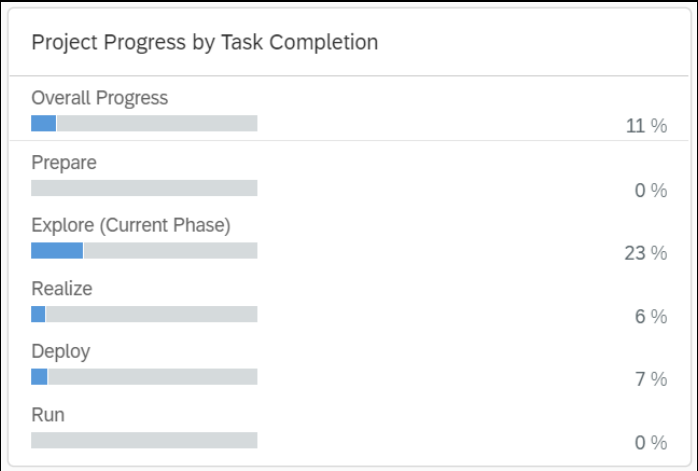 Project Progress by Task Completion
Overall Progress
11 %
Prepare
0 %
Explore (Current Phase)
23 %
Realize
6 %
Deploy
7 %
Run
0 %